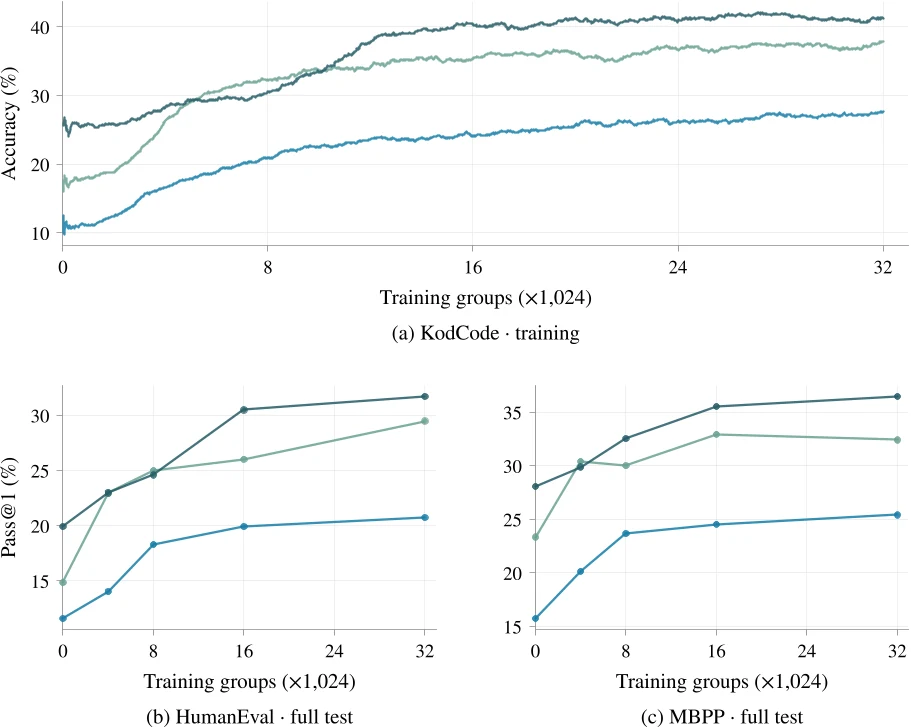 Accuracy (%)
40
30
20
10
0 8 16 24 32
Training groups (×1,024)
(a) KodCode · training
Pass@1 (%)
30
25
20
15
0 8 16 24 32
Training groups (×1,024)
(b) HumanEval · full test
35
30
25
20
15
0 8 16 24 32
Training groups (×1,024)
(c) MBPP · full test